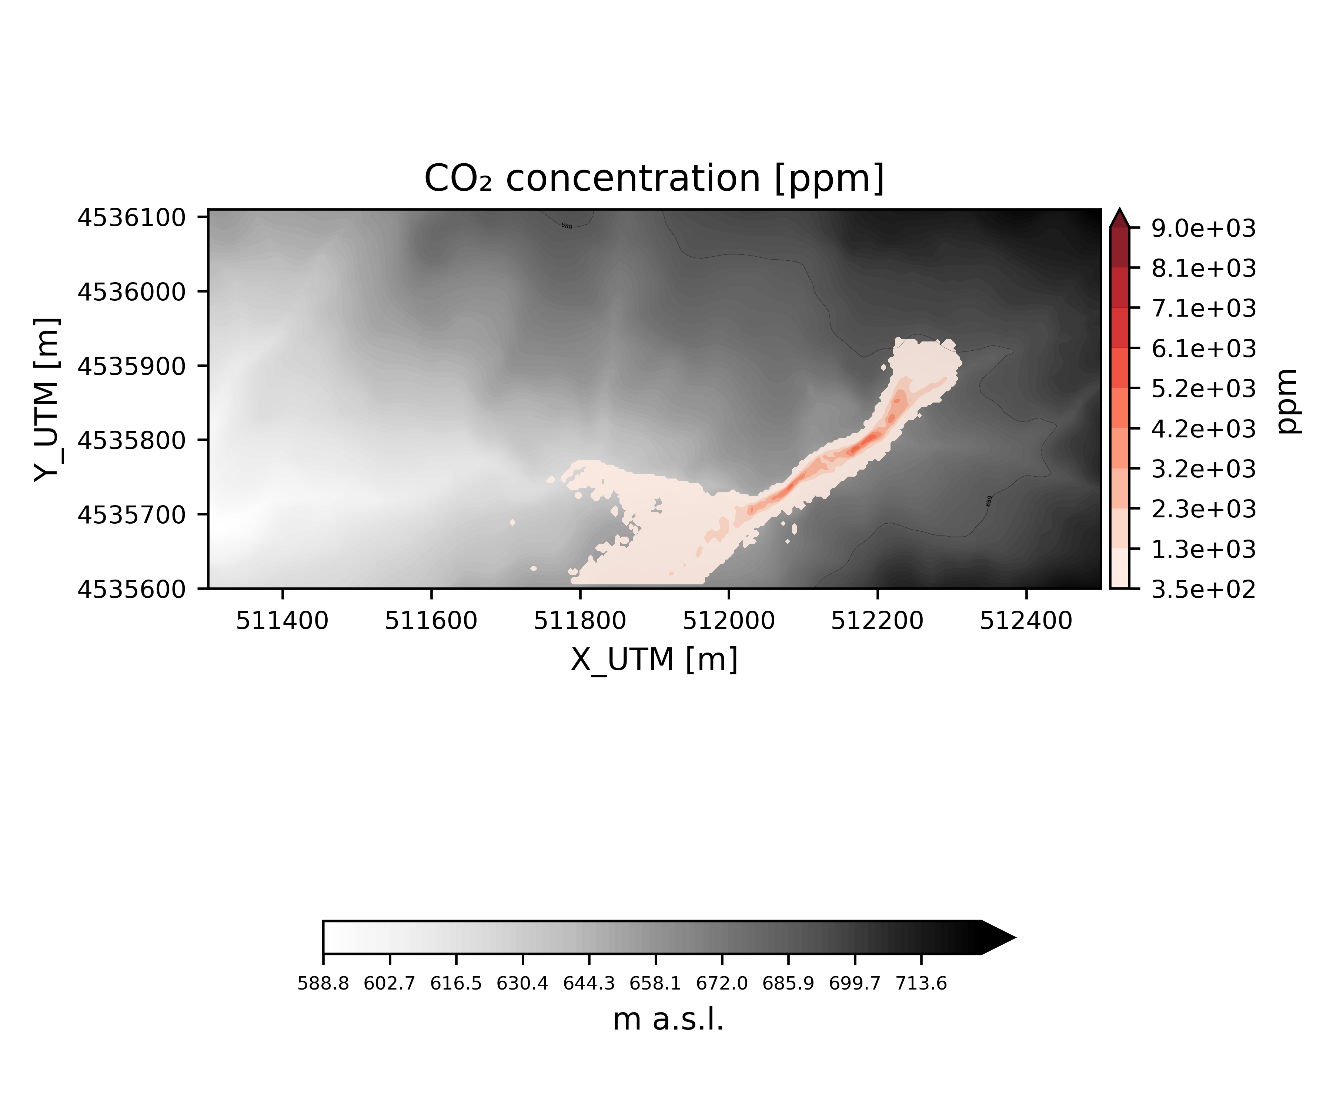 CO₂ concentration [ppm]
4536100
4536000
4535900
4535800
4535700
4535600
Y_UTM [m]
511400 511600 511800 512000 512200 512400
X_UTM [m]
9.0e+03
8.1e+03
7.1e+03
6.1e+03
5.2e+03
4.2e+03
3.2e+03
2.3e+03
1.3e+03
3.5e+02
ppm
588.8 602.7 616.5 630.4 644.3 658.1 672.0 685.9 699.7 713.6
m a.s.l.